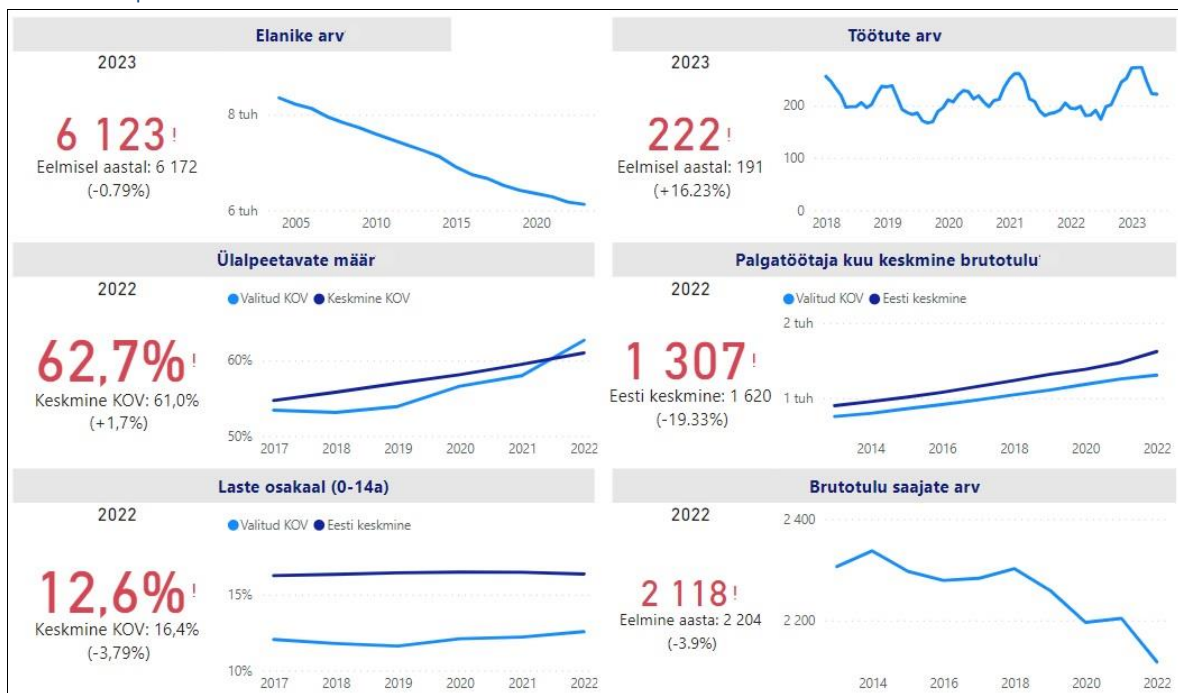 Elanike arv
2023
6 123 !
Eelmisel aastal: 6 172
(-0.79%)
8 tuh
6 tuh
2005 2010 2015 2020
Töötute arv
2023
222 !
Eelmisel aastal: 191
(+16.23%)
200
100
0
2018 2019 2020 2021 2022 2023
Ülalpeetavate määr
2022
62,7% !
Keskmine KOV: 61,0%
(+1,7%)
Valitud KOV Keskmine KOV
60%
50%
2017 2018 2019 2020 2021 2022
Palgatöötaja kuu keskmine brutotulu
2022
1 307 !
Eesti keskmine: 1 620
(-19.33%)
Valitud KOV Eesti keskmine
2 tuh
1 tuh
2014 2016 2018 2020 2022
Laste osakaal (0-14a)
2022
12,6% !
Keskmine KOV: 16,4%
(-3,79%)
Valitud KOV Eesti keskmine
15%
10%
2017 2018 2019 2020 2021 2022
Brutotulu saajate arv
2022
2 118 !
Eelmine aasta: 2 204
(-3.9%)
2 400
2 200
2014 2016 2018 2020 2022